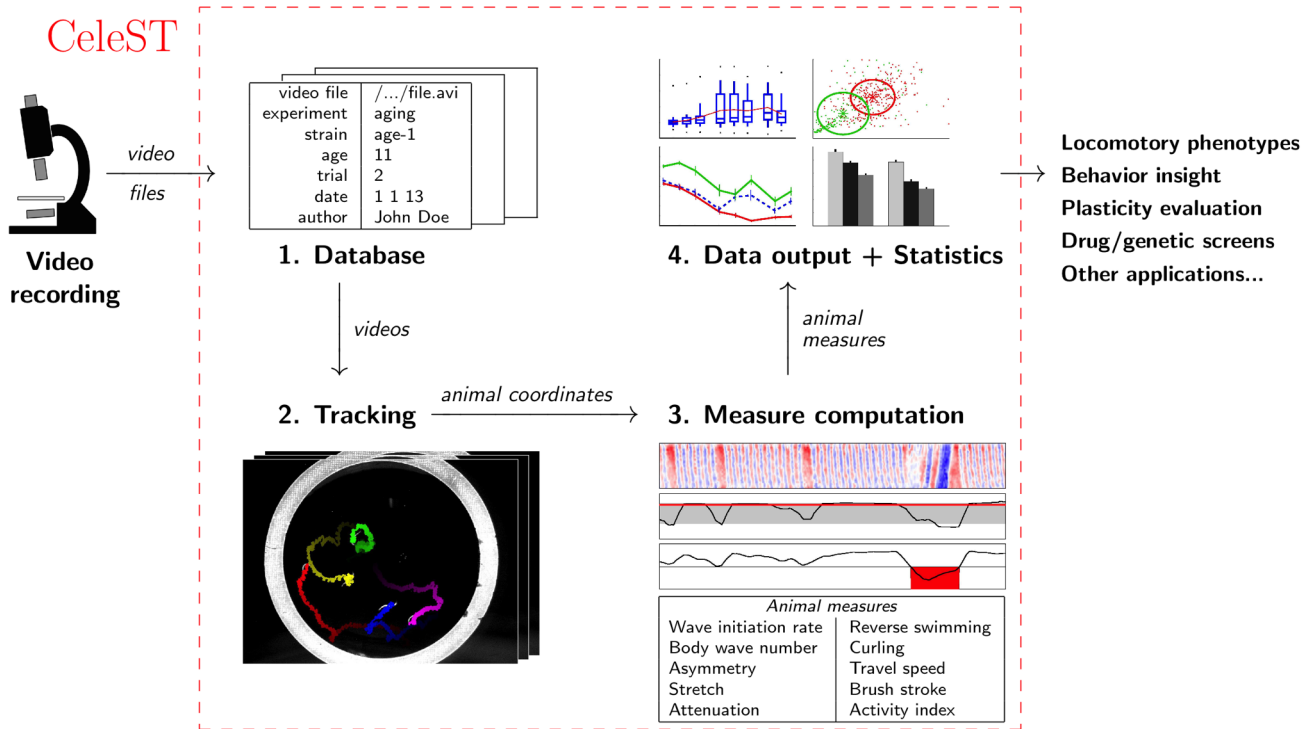 CeleST
video
files
Video
recording
video file /.../file.avi
experiment aging
strain age-1
age 11
trial 2
date 1 1 13
author John Doe
1. Database
videos
2. Tracking
animal coordinates
3. Measure computation
Animal measures
Wave initiation rate Reverse swimming
Body wave number Curling
Asymmetry Travel speed
Stretch Brush stroke
Attenuation Activity index
animal
measures
4. Data output + Statistics
Locomotory phenotypes
Behavior insight
Plasticity evaluation
Drug/genetic screens
Other applications...